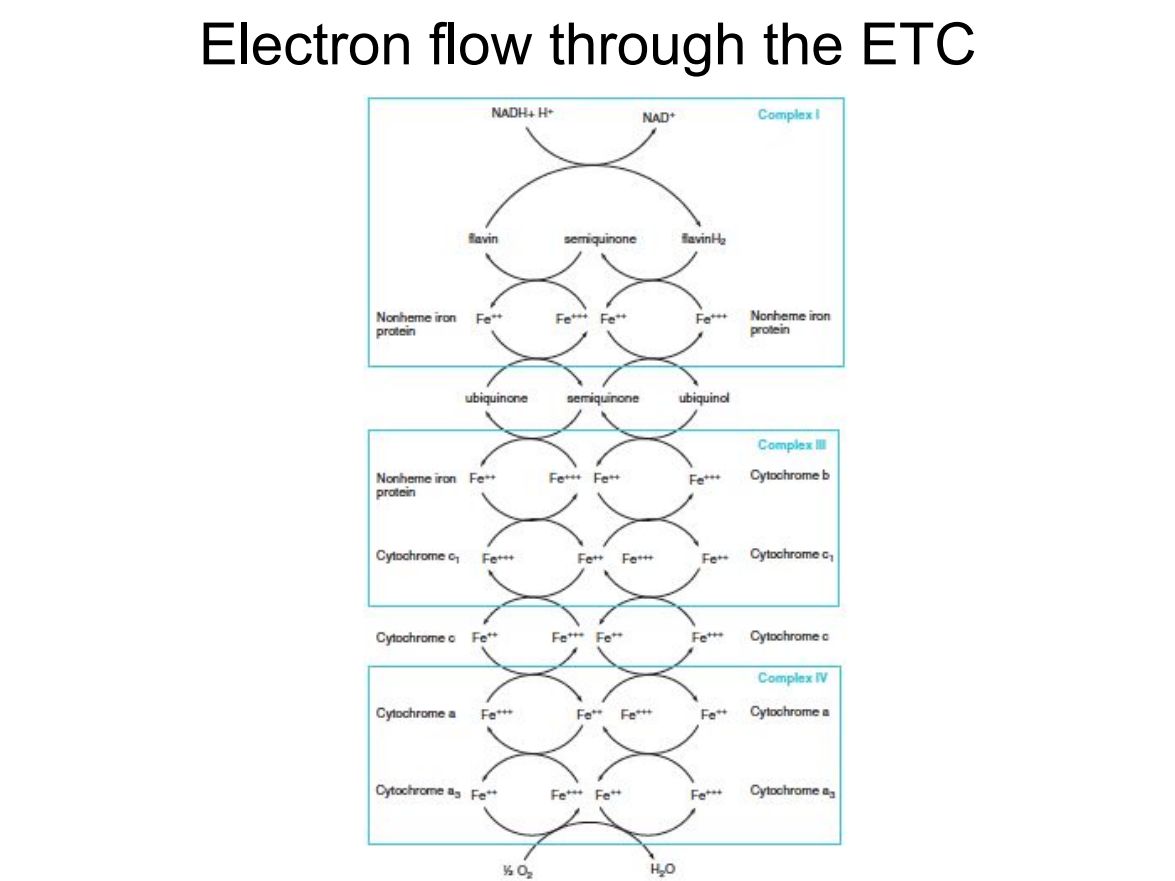 Electron flow through the ETC
NADH+ H⁺ NAD⁺ Complex I
flavin semiquinone flavinH₂
Nonheme iron protein Fe⁺⁺ Fe⁺⁺⁺ Fe⁺⁺ Fe⁺⁺⁺ Nonheme iron protein
ubiquinone semiquinone ubiquinol
Complex III
Nonheme iron protein Fe⁺⁺ Fe⁺⁺⁺ Fe⁺⁺ Fe⁺⁺⁺ Cytochrome b
Cytochrome c₁ Fe⁺⁺⁺ Fe⁺⁺ Fe⁺⁺⁺ Fe⁺⁺ Cytochrome c₁
Cytochrome c Fe⁺⁺ Fe⁺⁺⁺ Fe⁺⁺ Fe⁺⁺⁺ Cytochrome c
Complex IV
Cytochrome a Fe⁺⁺⁺ Fe⁺⁺ Fe⁺⁺⁺ Fe⁺⁺ Cytochrome a
Cytochrome a₃ Fe⁺⁺ Fe⁺⁺⁺ Fe⁺⁺ Fe⁺⁺⁺ Cytochrome a₃
½ O₂ H₂O